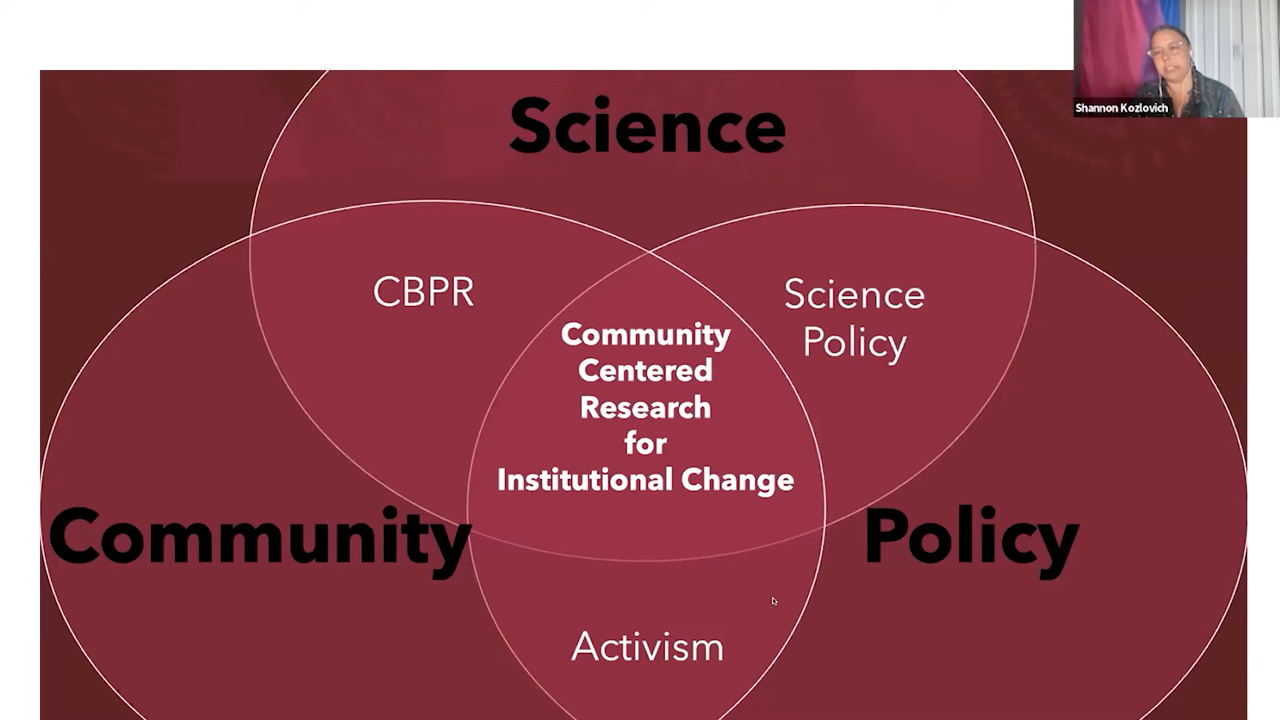 Shannon Kozlovich
Science
CBPR
Science
Policy
Community
Centered
Research
for
Institutional Change
Community
Policy
Activism